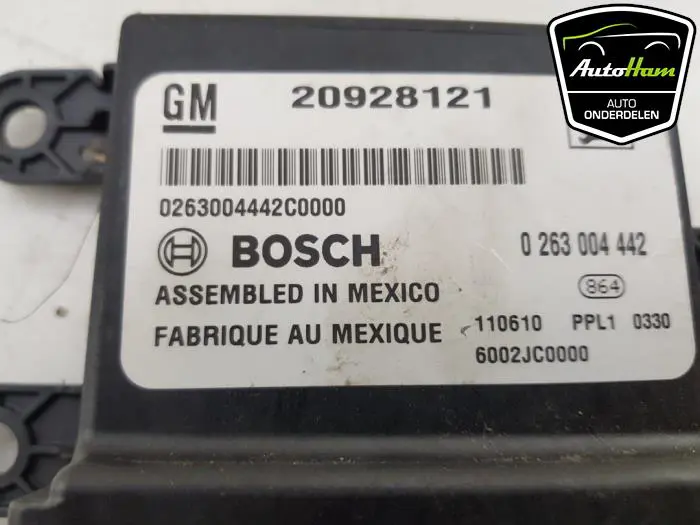 AutoHam
AUTO
ONDERDELEN
GM 20928121
0263004442C0000
BOSCH 0 263 004 442
ASSEMBLED IN MEXICO 864
FABRIQUE AU MEXIQUE 110610 PPL1 0330
6002JC0000